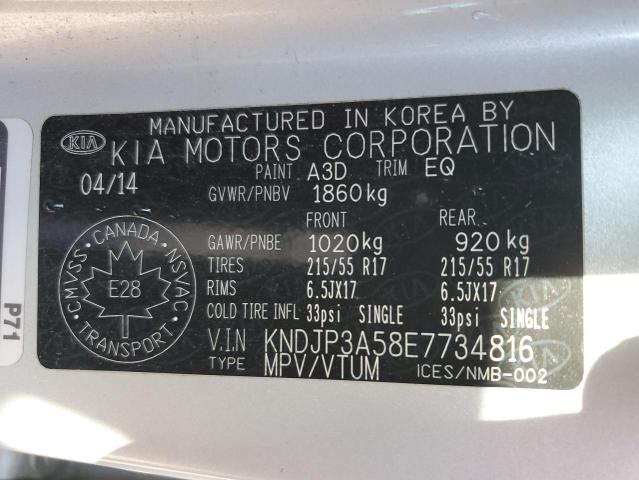 MANUFACTURED IN KOREA BY
KIA KIA MOTORS CORPORATION
04/14 PAINT A3D TRIM EQ
GVWR/PNBV 1860kg
FRONT REAR
GAWR/PNBE 1020kg 920kg
TIRES 215/55 R17 215/55 R17
RIMS 6.5JX17 6.5JX17
COLD TIRE INFL 33psi SINGLE 33psi SINGLE
V.I.N KNDJP3A58E7734816
TYPE MPV/VTUM ICES/NMB-002
CANADA
CMVSS NSVAC
E28
TRANSPORT
P71